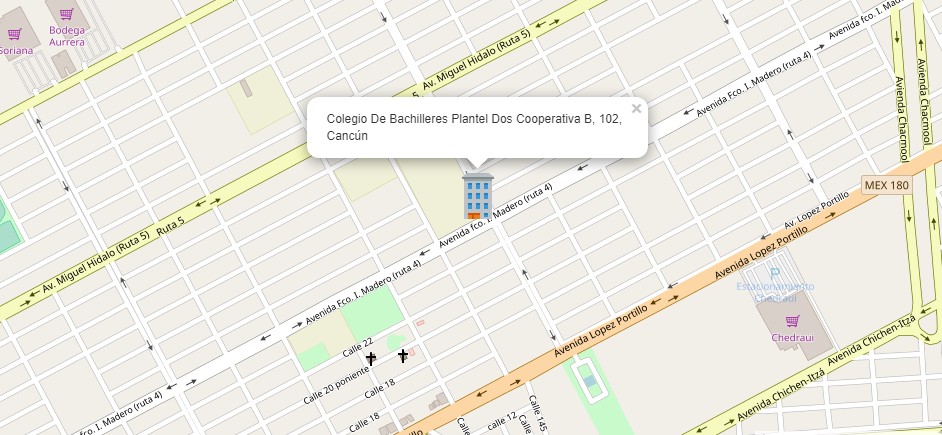 Bodega
Aurrera
Soriana
Av. Miguel Hidalo (Ruta 5)
5
Avenida fco. I. Madero (ruta 4)
Avenida Fco. I. Madero (ruta 4)
Avienda Chacmool
Avenida Chacmool
×
Colegio De Bachilleres Plantel Dos Cooperativa B, 102,
Cancún
MEX 180
Av. Lopez Portillo
Avenida Lopez Portillo
Avenida fco. I. Madero (ruta 4)
Ruta 5
Av. Miguel Hidalo (Ruta 5)
Avenida Fco. I. Madero (ruta 4)
P
Estacionamiento
Chedraui
Chedraui
Avenida Lopez Portillo
Avenida Chichen-Itzá
Avenida Chichen-Itzá
Calle 22
Calle 20 poniente
Calle 18
Calle 18
calle 12
Calle 145
fco. I. Madero (ruta 4)
Portillo